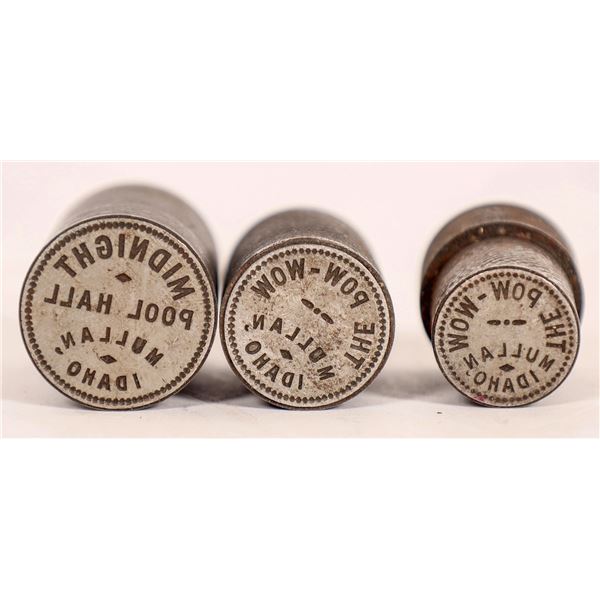 MIDNIGHT
POOL HALL
MULLAN,
IDAHO.
THE POW-WOW
MULLAN,
IDAHO.
THE POW-WOW
MULLAN
IDAHO.